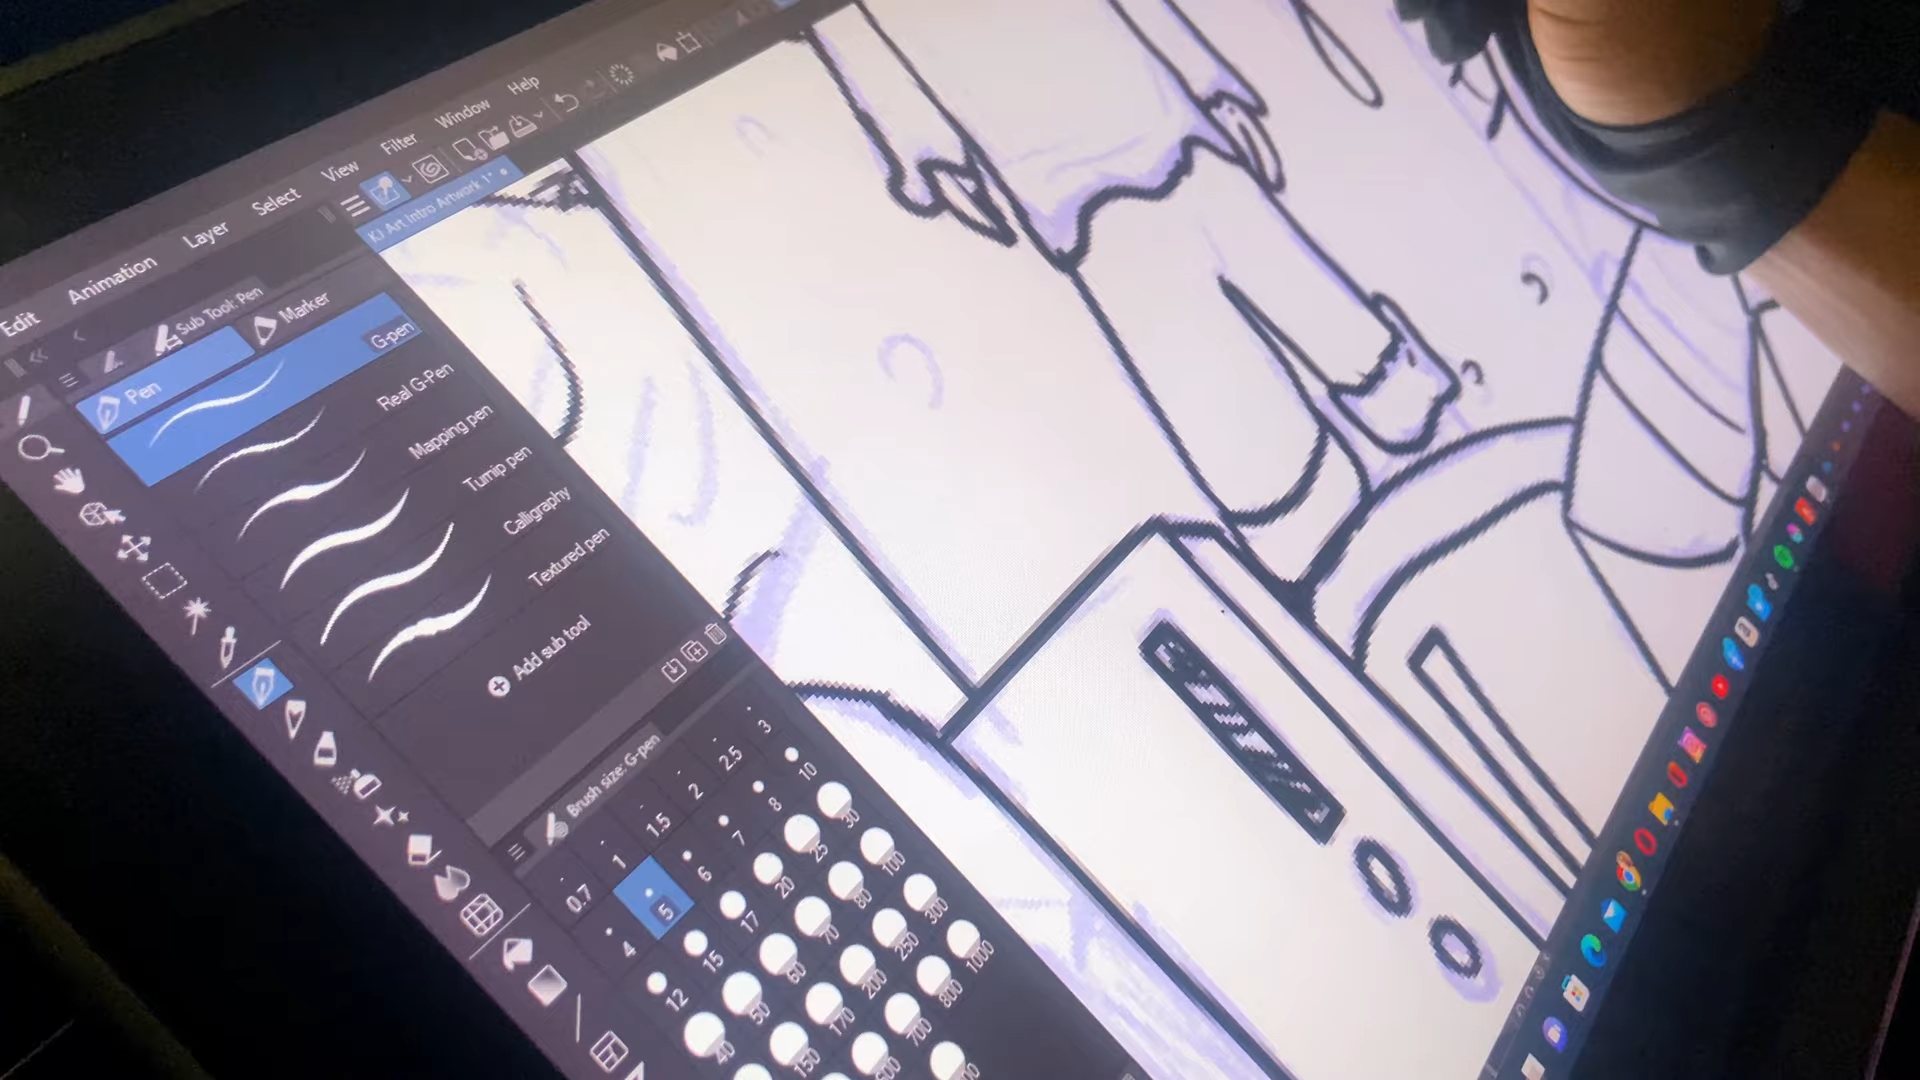 Edit Animation Layer Select View Filter Window Help
KJ Art Intro Artwork 1*
Sub Tool: Pen
Pen
Marker
G-pen
Real G-Pen
Mapping pen
Turnip pen
Calligraphy
Textured pen
Add sub tool
Brush size: G-pen
0.7 1 1.5 2 2.5 3
4 5 6 7 8 10
12 15 17 20 25 30
40 50 60 70 80 100
150 170 200 250 300
700 800 1000